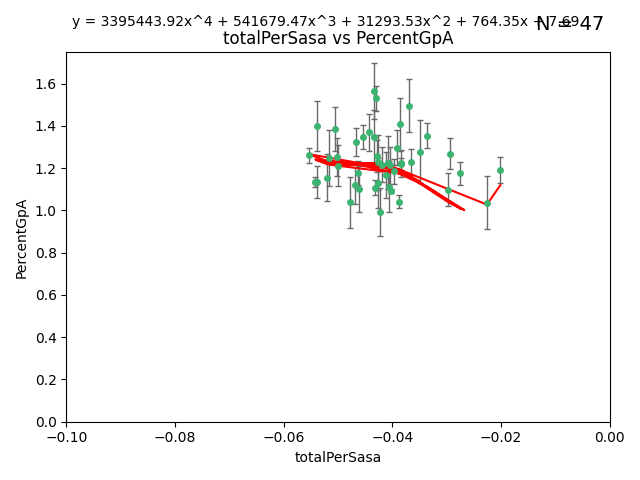 y = 3395443.92x^4 + 541679.47x^3 + 31293.53x^2 + 764.35x + 7.69
N = 47
totalPerSasa vs PercentGpA
PercentGpA
1.6
1.4
1.2
1.0
0.8
0.6
0.4
0.2
0.0
−0.10 −0.08 −0.06 −0.04 −0.02 0.00
totalPerSasa